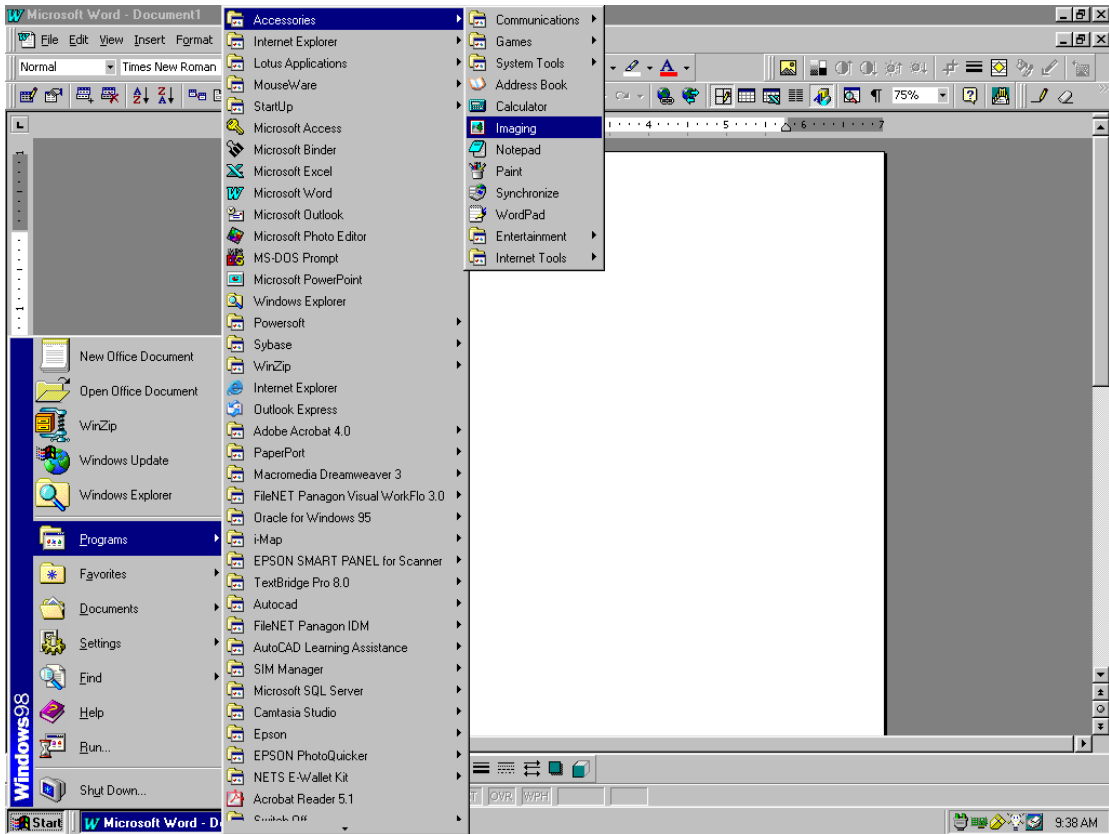 Microsoft Word - Document1
File Edit View Insert Format
Normal Times New Roman
75%
4 5 6 7
1
Accessories
Internet Explorer
Lotus Applications
MouseWare
StartUp
Microsoft Access
Microsoft Binder
Microsoft Excel
Microsoft Word
Microsoft Outlook
Microsoft Photo Editor
MS-DOS Prompt
Microsoft PowerPoint
Windows Explorer
Powersoft
Sybase
WinZip
Internet Explorer
Outlook Express
Adobe Acrobat 4.0
PaperPort
Macromedia Dreamweaver 3
FileNET Panagon Visual WorkFlo 3.0
Oracle for Windows 95
i-Map
EPSON SMART PANEL for Scanner
TextBridge Pro 8.0
Autocad
FileNET Panagon IDM
AutoCAD Learning Assistance
SIM Manager
Microsoft SQL Server
Camtasia Studio
Epson
EPSON PhotoQuicker
NETS E-Wallet Kit
Acrobat Reader 5.1
Switch Off
Communications
Games
System Tools
Address Book
Calculator
Imaging
Notepad
Paint
Synchronize
WordPad
Entertainment
Internet Tools
New Office Document
Open Office Document
WinZip
Windows Update
Windows Explorer
Programs
Favorites
Documents
Settings
Find
Help
Run...
Shut Down...
Windows98
OVR WPH
Start Microsoft Word - D 9:38 AM